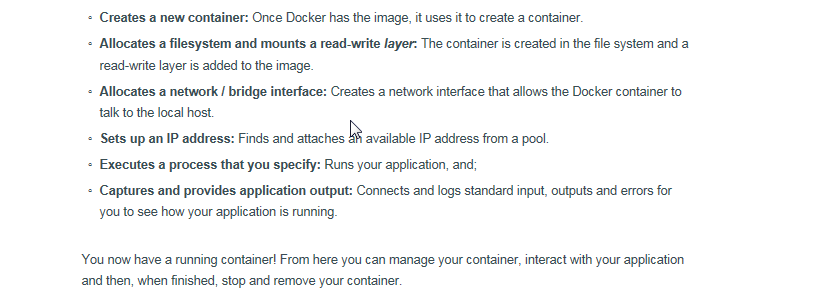 ◦ Creates a new container: Once Docker has the image, it uses it to create a container.
◦ Allocates a filesystem and mounts a read-write layer: The container is created in the file system and a
read-write layer is added to the image.
◦ Allocates a network / bridge interface: Creates a network interface that allows the Docker container to
talk to the local host.
◦ Sets up an IP address: Finds and attaches an available IP address from a pool.
◦ Executes a process that you specify: Runs your application, and;
◦ Captures and provides application output: Connects and logs standard input, outputs and errors for
you to see how your application is running.
You now have a running container! From here you can manage your container, interact with your application
and then, when finished, stop and remove your container.